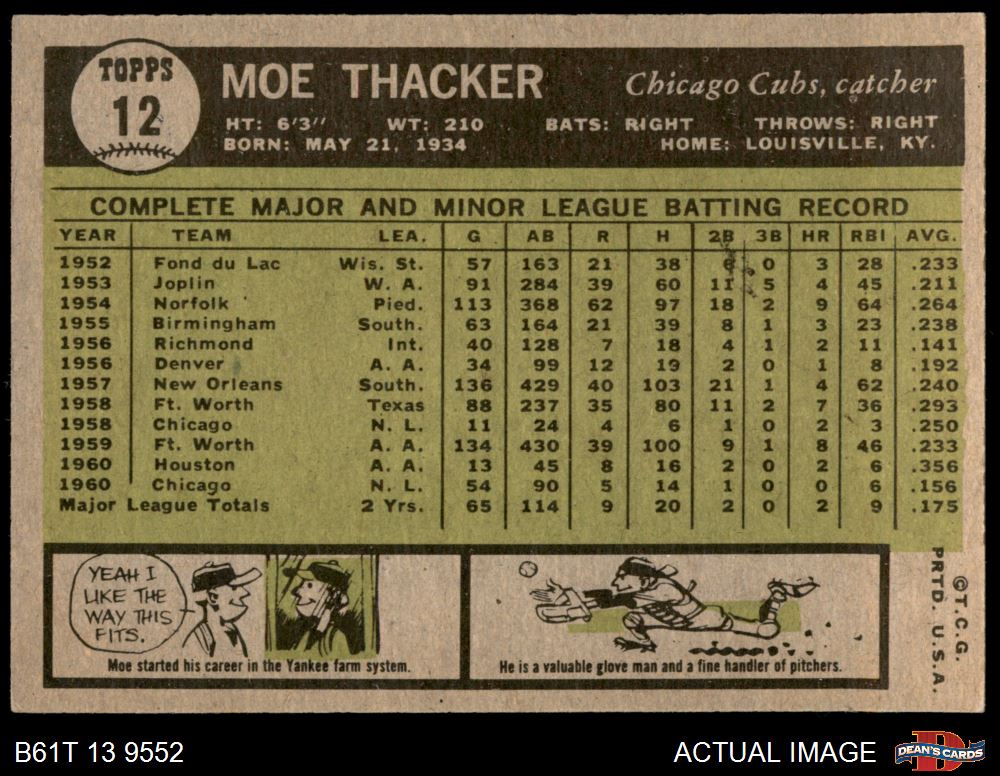 TOPPS
12
MOE THACKER
Chicago Cubs, catcher
HT: 6'3" WT: 210 BATS: RIGHT THROWS: RIGHT
BORN: MAY 21, 1934 HOME: LOUISVILLE, KY.
COMPLETE MAJOR AND MINOR LEAGUE BATTING RECORD
YEAR TEAM LEA. G AB R H 2B 3B HR RBI AVG.
1952 Fond du Lac Wis. St. 57 163 21 38 6 0 3 28 .233
1953 Joplin W. A. 91 284 39 60 11 5 4 45 .211
1954 Norfolk Pied. 113 368 62 97 18 2 9 64 .264
1955 Birmingham South. 63 164 21 39 8 1 3 23 .238
1956 Richmond Int. 40 128 7 18 4 1 2 11 .141
1956 Denver A. A. 34 99 12 19 2 0 1 8 .192
1957 New Orleans South. 136 429 40 103 21 1 4 62 .240
1958 Ft. Worth Texas 88 237 35 80 11 2 7 36 .293
1958 Chicago N. L. 11 24 4 6 1 0 2 3 .250
1959 Ft. Worth A. A. 134 430 39 100 9 1 8 46 .233
1960 Houston A. A. 13 45 8 16 2 0 2 6 .356
1960 Chicago N. L. 54 90 5 14 1 0 0 6 .156
Major League Totals 2 Yrs. 65 114 9 20 2 0 2 9 .175
YEAH I
LIKE THE
WAY THIS
FITS.
Moe started his career in the Yankee farm system.
He is a valuable glove man and a fine handler of pitchers.
©T.C.G.
PRTD. U.S.A.
B61T 13 9552
ACTUAL IMAGE
DEAN'S CARDS